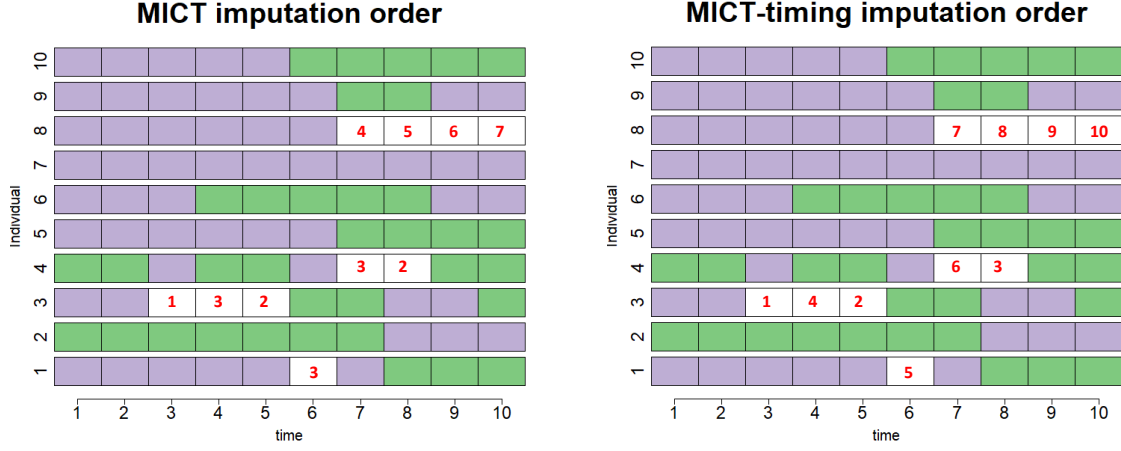 MICT imputation order
10
9
8 4 5 6 7
7
6
5
4 3 2
3 1 3 2
2
1 3
Individual
1 2 3 4 5 6 7 8 9 10
time
MICT-timing imputation order
10
9
8 7 8 9 10
7
6
5
4 6 3
3 1 4 2
2
1 5
Individual
1 2 3 4 5 6 7 8 9 10
time